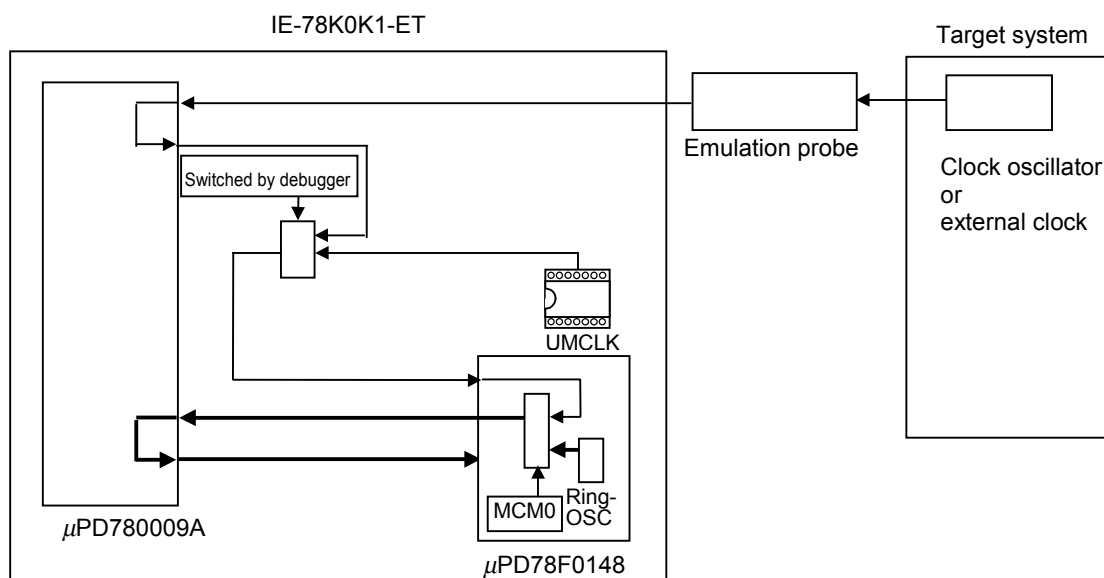 IE-78K0K1-ET
Target system
Emulation probe
Clock oscillator
or
external clock
Switched by debugger
UMCLK
MCM0
Ring-
OSC
μPD780009A
μPD78F0148